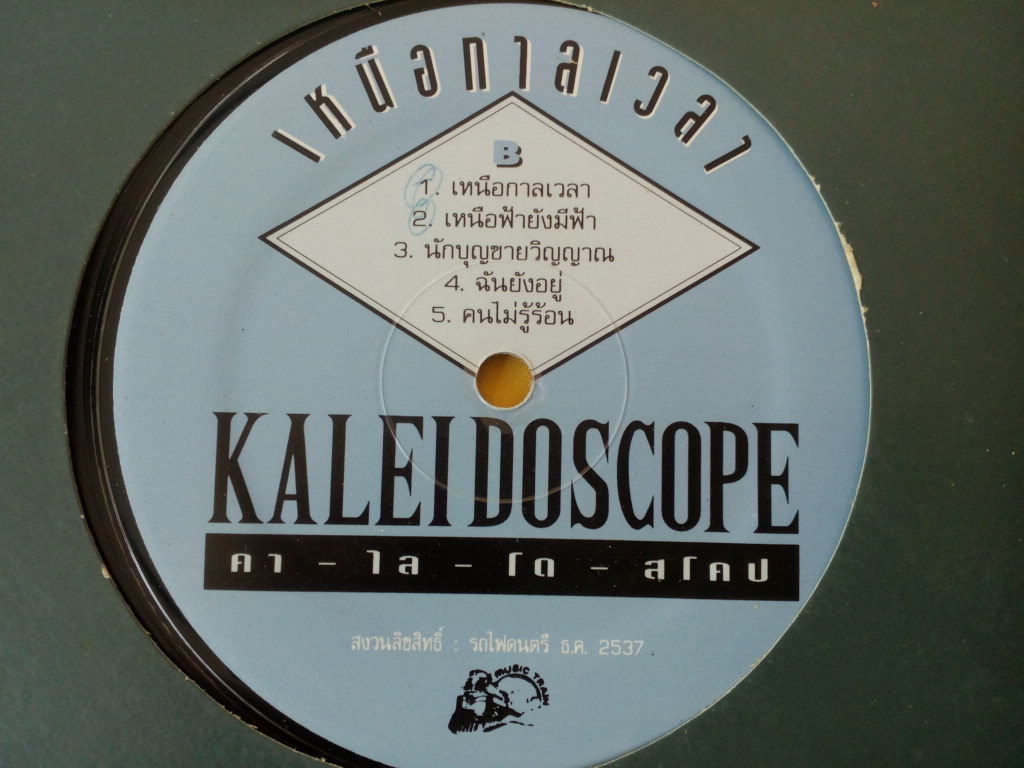 เหนือกาลเวลา
B
1. เหนือกาลเวลา
2. เหนือฟ้ายังมีฟ้า
3. นักบุญขายวิญญาณ
4. ฉันยังอยู่
5. คนไม่รู้ร้อน
KALEIDOSCOPE
คา - ไล - โด - สโคป
สงวนลิขสิทธิ์ : รถไฟดนตรี ธ.ค. 2537
MUSIC TRAIN